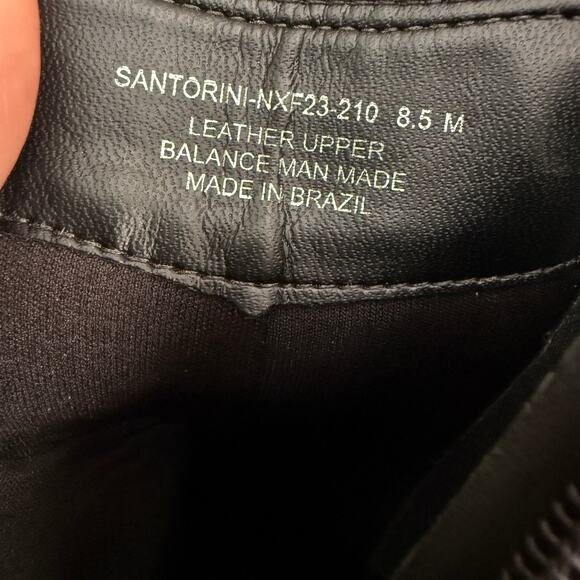 SANTORINI-NXF23-210 8.5 M
LEATHER UPPER
BALANCE MAN MADE
MADE IN BRAZIL